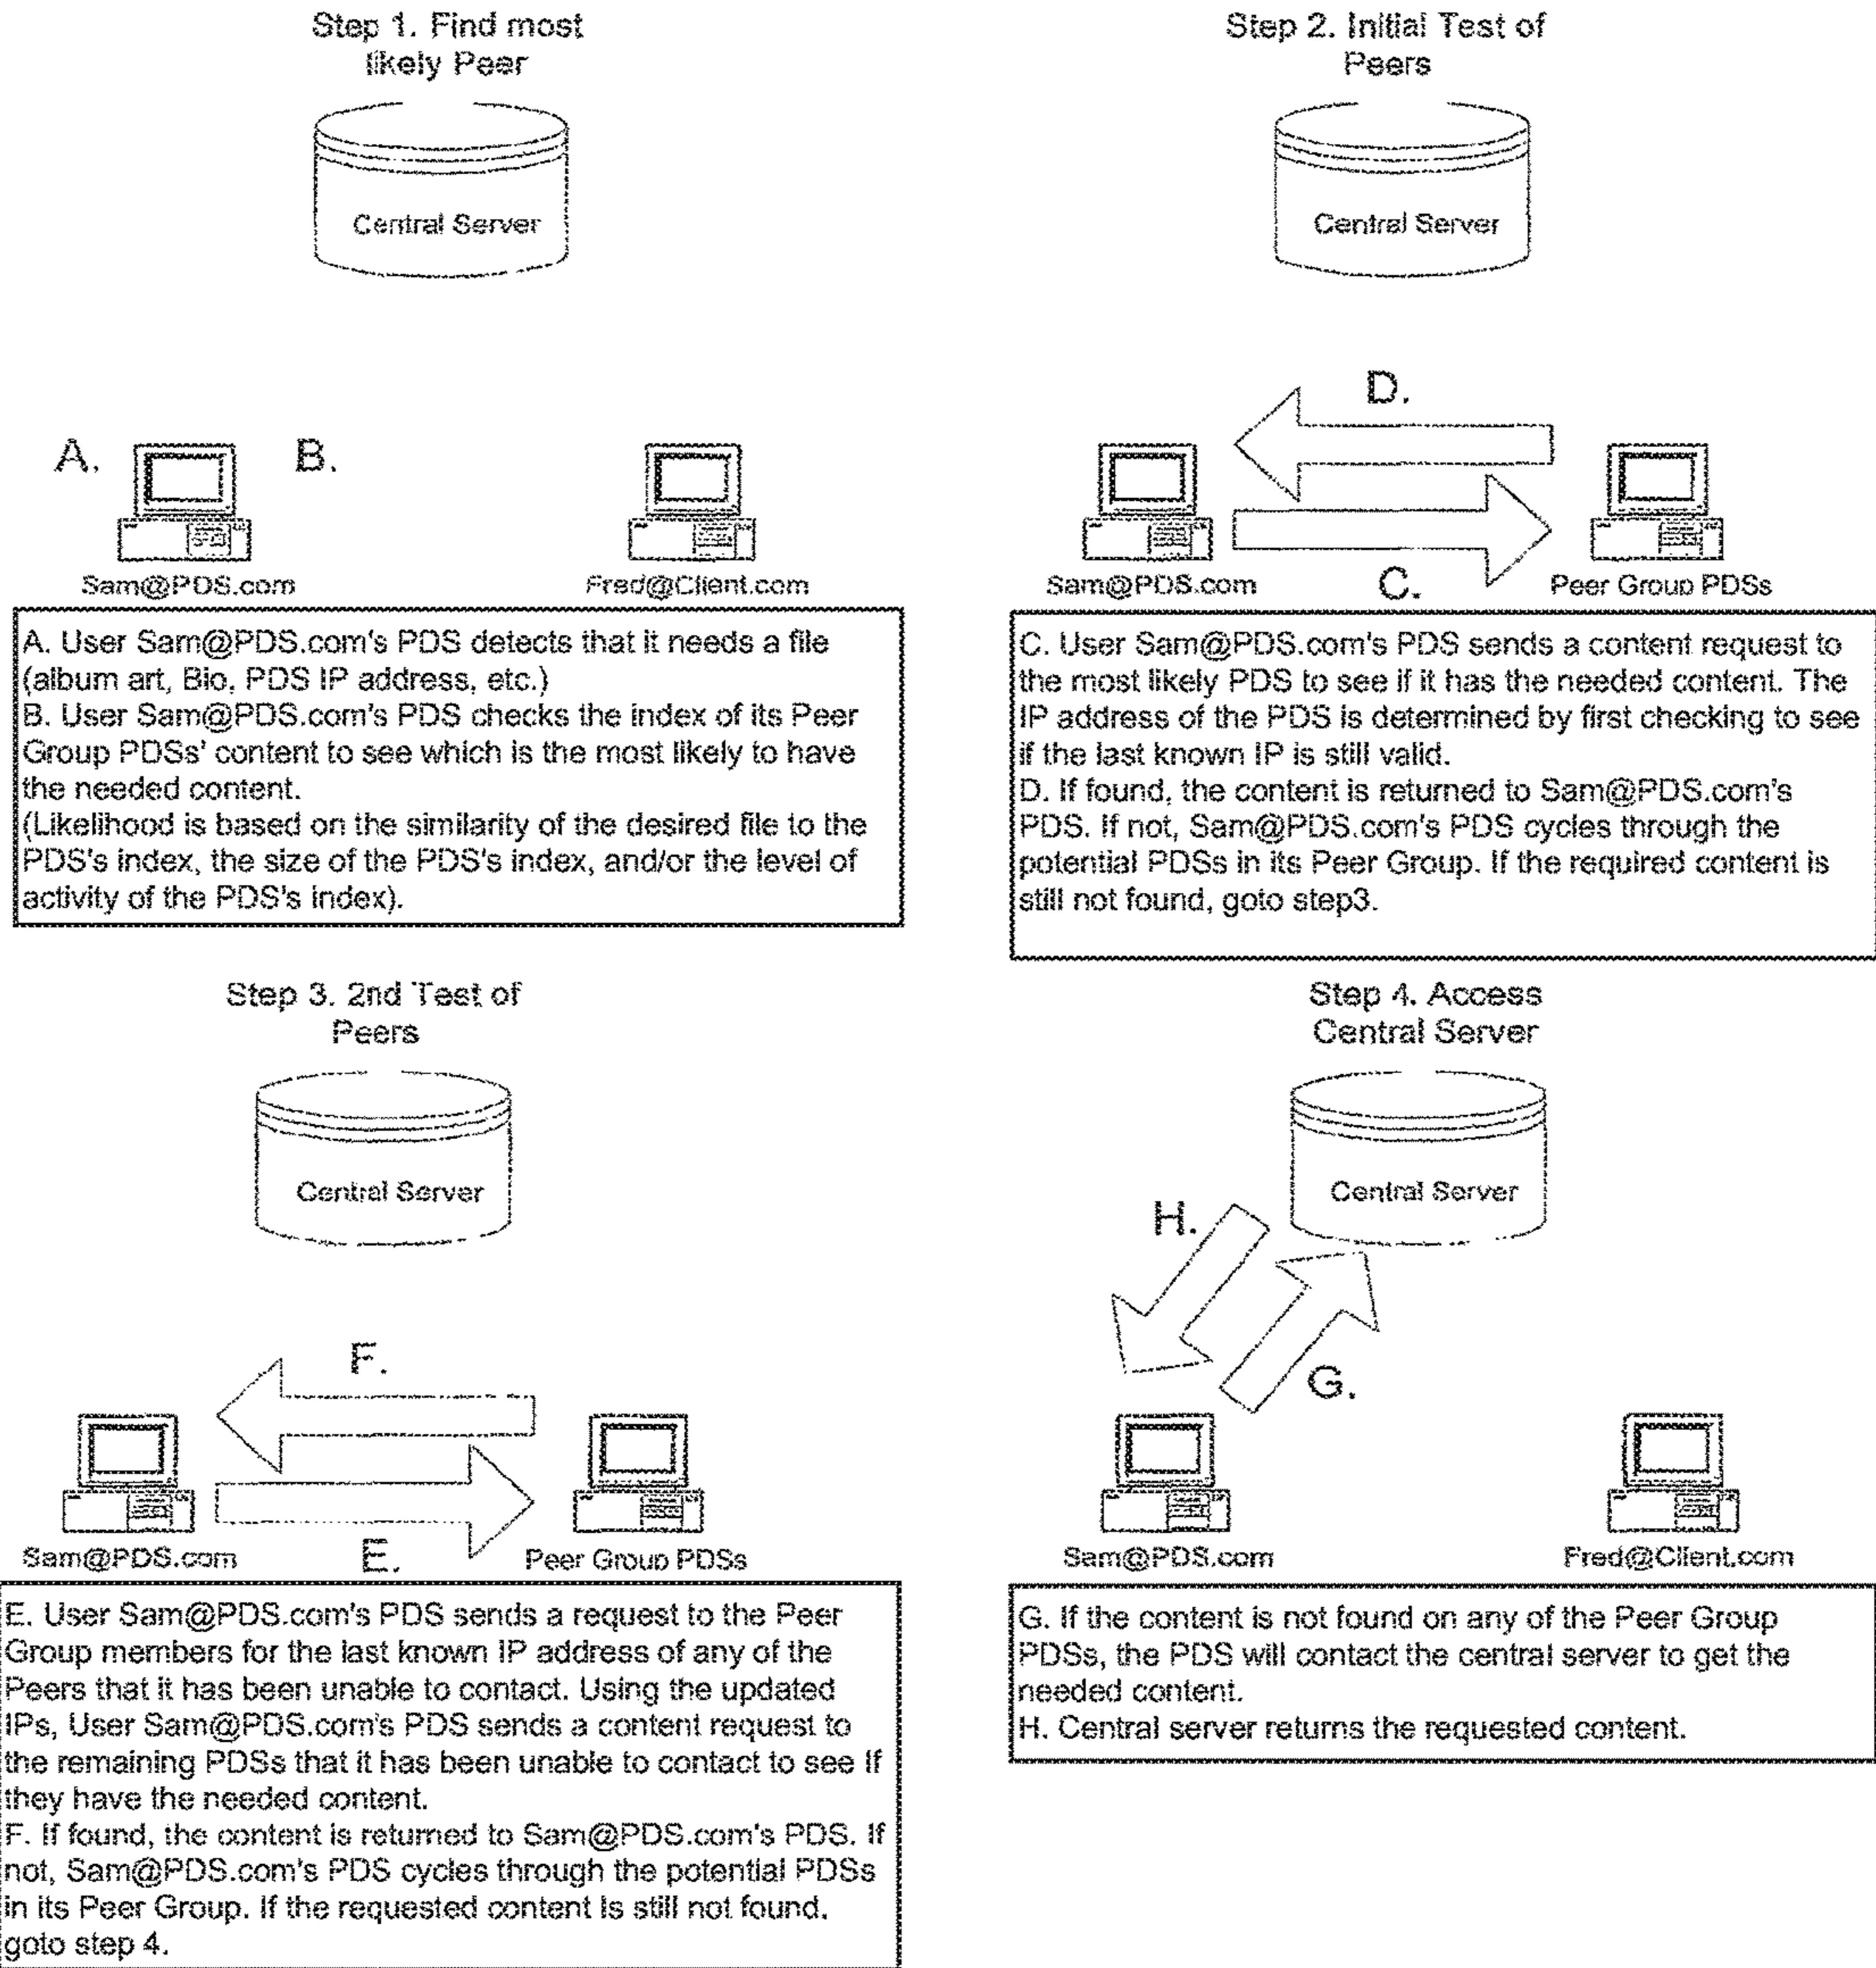 Step 1. Find most
likely Peer
Central Server
A.
B.
Sam@PDS.com
Fred@Client.com
A. User Sam@PDS.com's PDS detects that it needs a file
(album art, Bio, PDS IP address, etc.)
B. User Sam@PDS.com's PDS checks the index of its Peer
Group PDSs' content to see which is the most likely to have
the needed content.
(Likelihood is based on the similarity of the desired file to the
PDS's index, the size of the PDS's index, and/or the level of
activity of the PDS's index).
Step 2. Initial Test of
Peers
Central Server
D.
C.
Sam@PDS.com
Peer Group PDSs
C. User Sam@PDS.com's PDS sends a content request to
the most likely PDS to see if it has the needed content. The
IP address of the PDS is determined by first checking to see
if the last known IP is still valid.
D. If found, the content is returned to Sam@PDS.com's
PDS. If not, Sam@PDS.com's PDS cycles through the
potential PDSs in its Peer Group. If the required content is
still not found, goto step3.
Step 3. 2nd Test of
Peers
Central Server
F.
E.
Sam@PDS.com
Peer Group PDSs
E. User Sam@PDS.com's PDS sends a request to the Peer
Group members for the last known IP address of any of the
Peers that it has been unable to contact. Using the updated
IPs, User Sam@PDS.com's PDS sends a content request to
the remaining PDSs that it has been unable to contact to see if
they have the needed content.
F. If found, the content is returned to Sam@PDS.com's PDS. If
not, Sam@PDS.com's PDS cycles through the potential PDSs
in its Peer Group. If the requested content is still not found,
goto step 4.
Step 4. Access
Central Server
Central Server
H.
G.
Sam@PDS.com
Fred@Client.com
G. If the content is not found on any of the Peer Group
PDSs, the PDS will contact the central server to get the
needed content.
H. Central server returns the requested content.